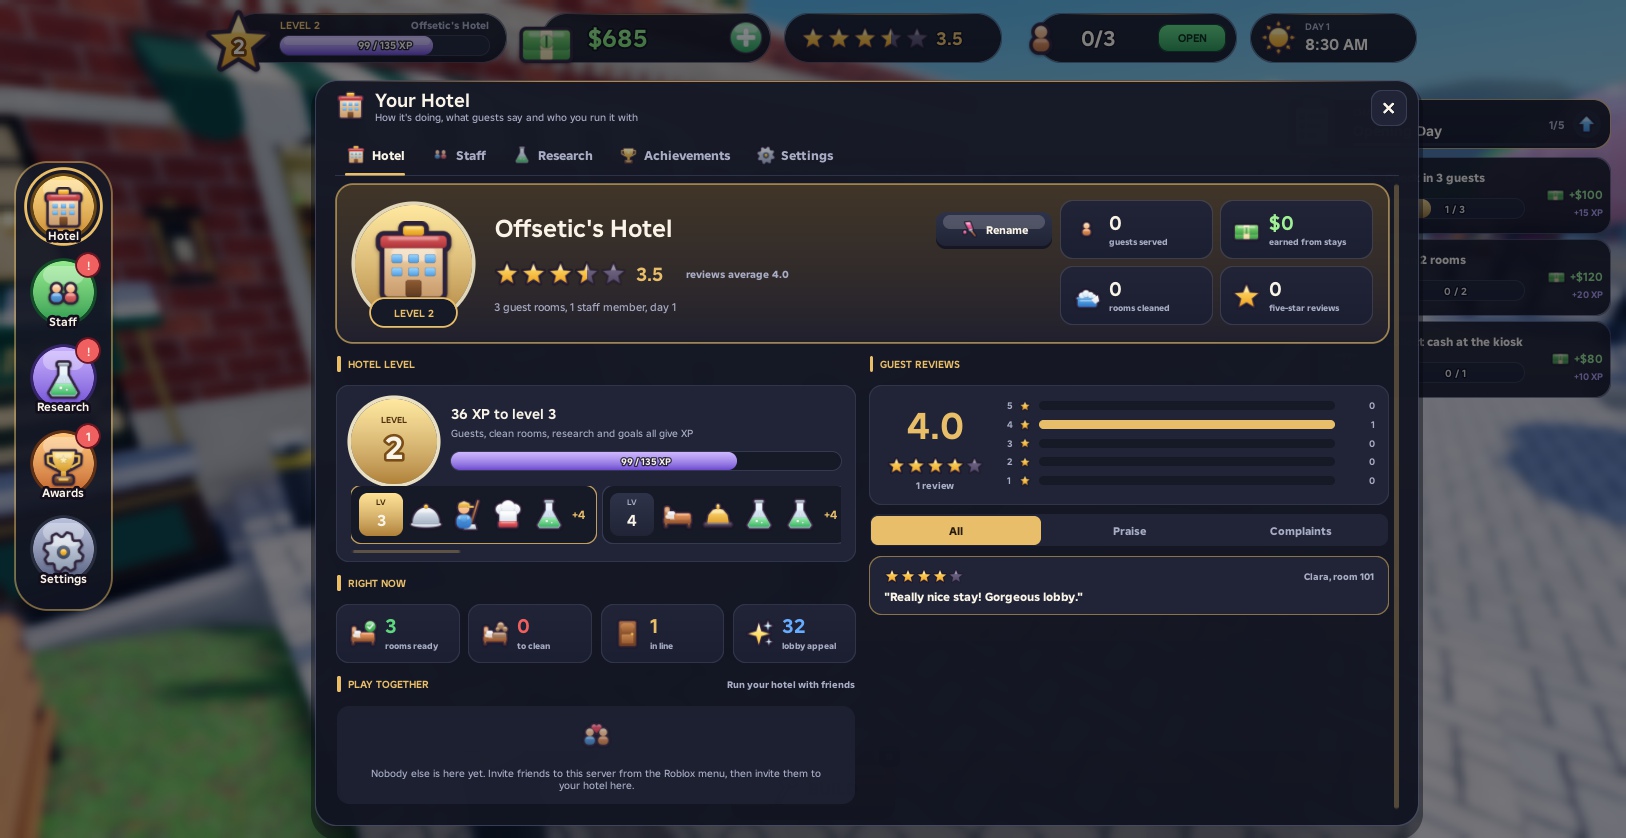 LEVEL 2
Offsetic's Hotel
2
99 / 135 XP
$685
3.5
0/3
OPEN
DAY 1
8:30 AM
Your Hotel
How it's doing, what guests say and who you run it with
Hotel
Staff
Research
Achievements
Settings
Day
1/5
in 3 guests
1 / 3
+$100
+15 XP
2 rooms
0 / 2
+$120
+20 XP
t cash at the kiosk
0 / 1
+$80
+10 XP
Hotel
!
Staff
!
Research
1
Awards
Settings
Offsetic's Hotel
3.5
reviews average 4.0
3 guest rooms, 1 staff member, day 1
LEVEL 2
Rename
0
guests served
$0
earned from stays
0
rooms cleaned
0
five-star reviews
HOTEL LEVEL
LEVEL
2
36 XP to level 3
Guests, clean rooms, research and goals all give XP
99 / 135 XP
LV
3
+4
LV
4
+4
RIGHT NOW
3
rooms ready
0
to clean
1
in line
32
lobby appeal
PLAY TOGETHER
Run your hotel with friends
Nobody else is here yet. Invite friends to this server from the Roblox menu, then invite them to
your hotel here.
GUEST REVIEWS
4.0
1 review
5
0
4
1
3
0
2
0
1
0
All
Praise
Complaints
Clara, room 101
"Really nice stay! Gorgeous lobby."